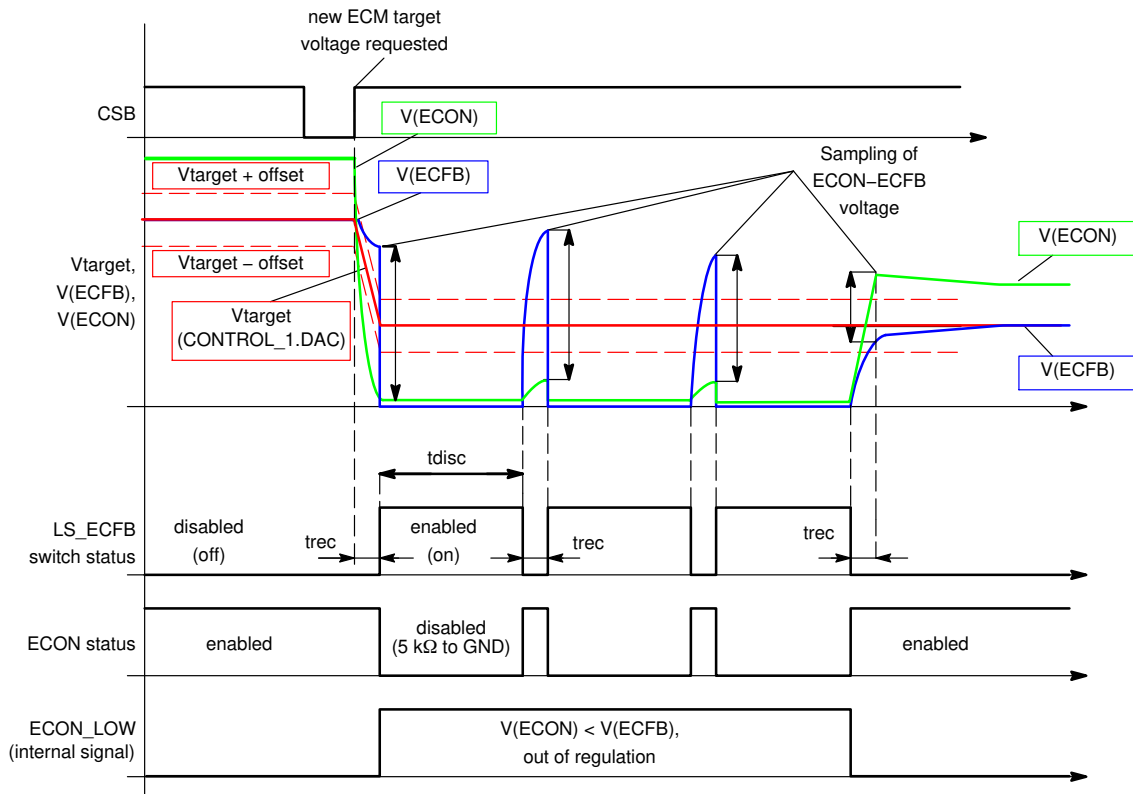 new ECM target
voltage requested
CSB
V(ECON)
Vtarget + offset
V(ECFB)
Sampling of
ECON−ECFB
voltage
V(ECON)
Vtarget − offset
Vtarget,
V(ECFB),
V(ECON)
Vtarget
(CONTROL_1.DAC)
V(ECFB)
tdisc
LS_ECFB
switch status
disabled
(off)
trec
enabled
(on)
trec
trec
ECON status
enabled
disabled
(5 kΩ to GND)
enabled
ECON_LOW
(internal signal)
V(ECON) < V(ECFB),
out of regulation